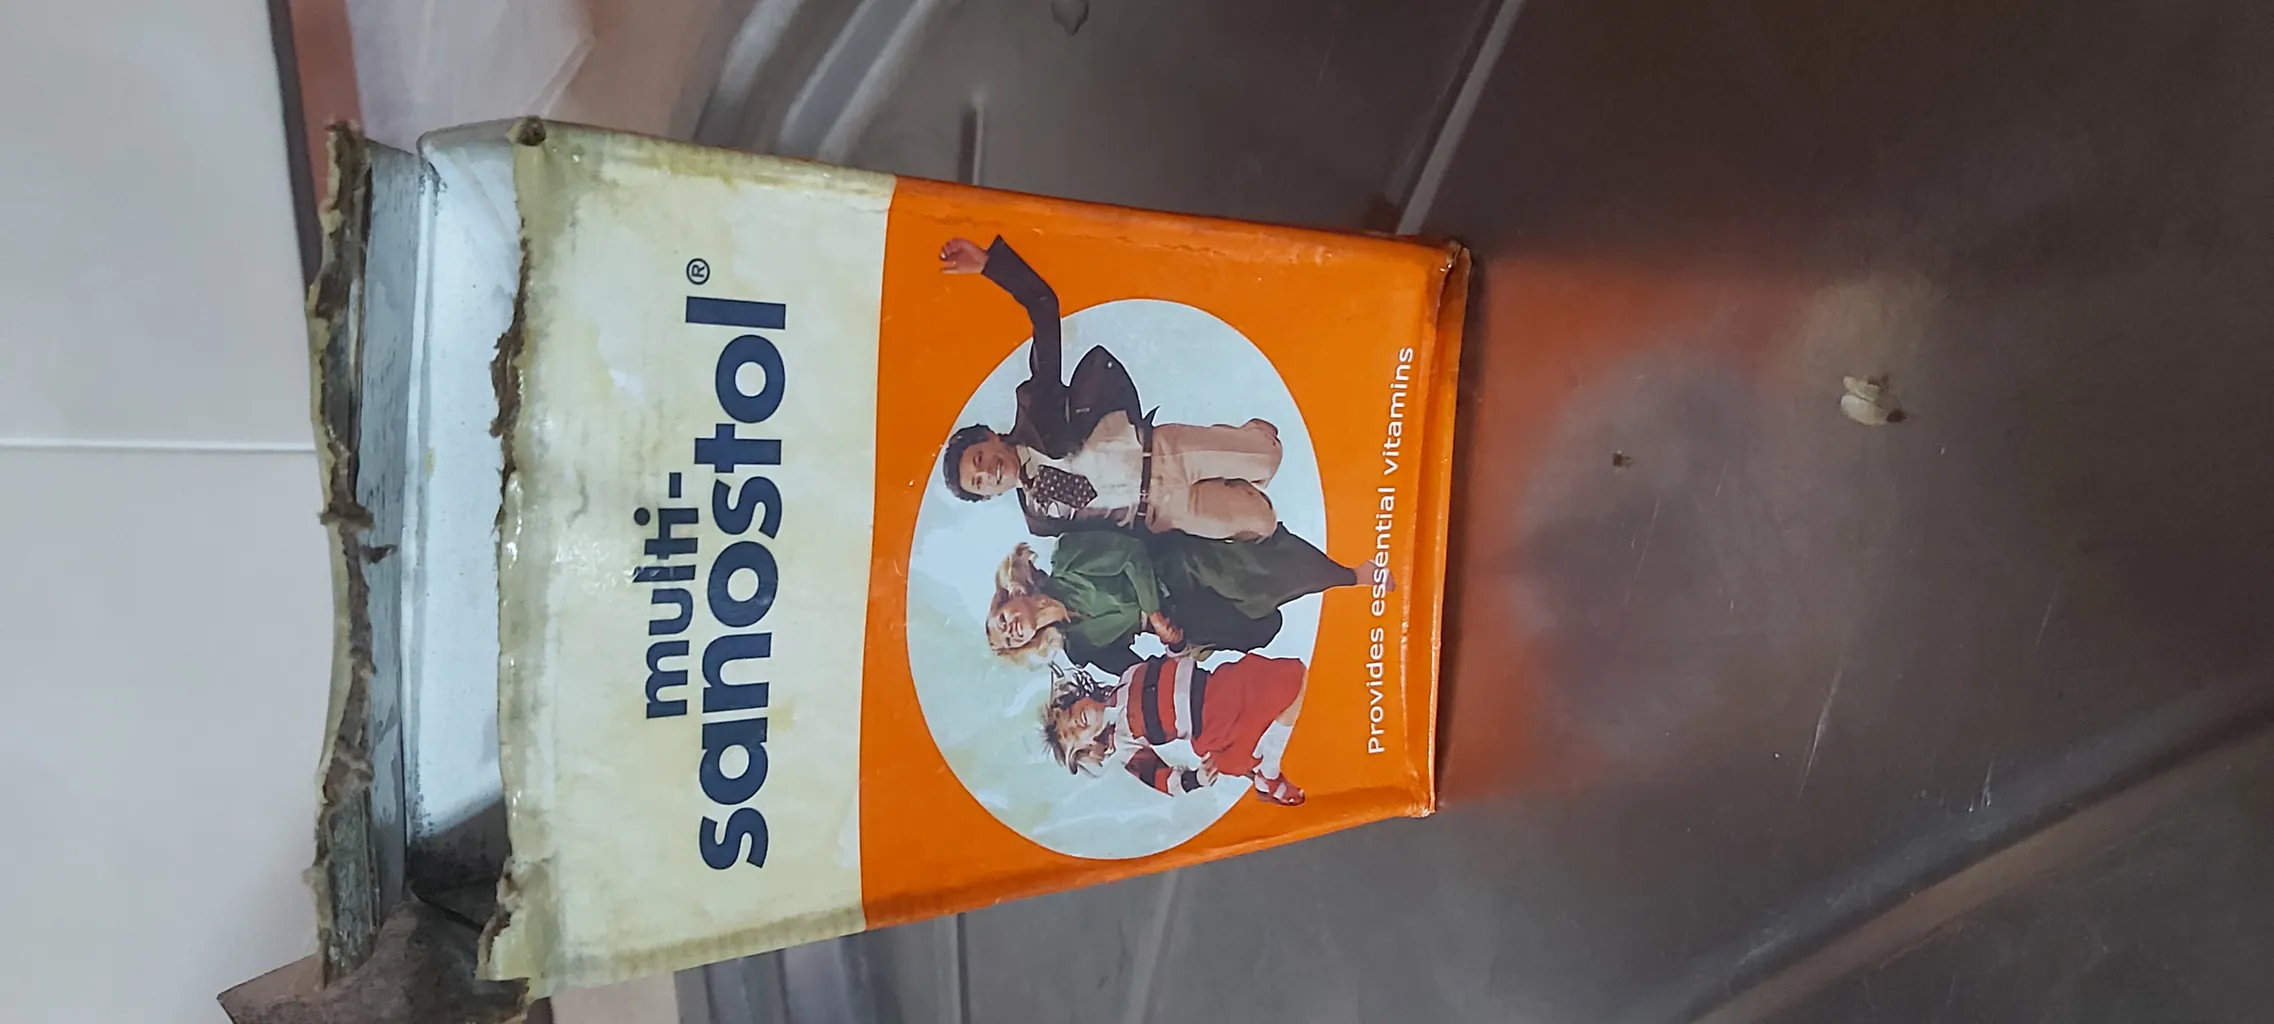 multi-
sanostol®
Provides essential vitamins